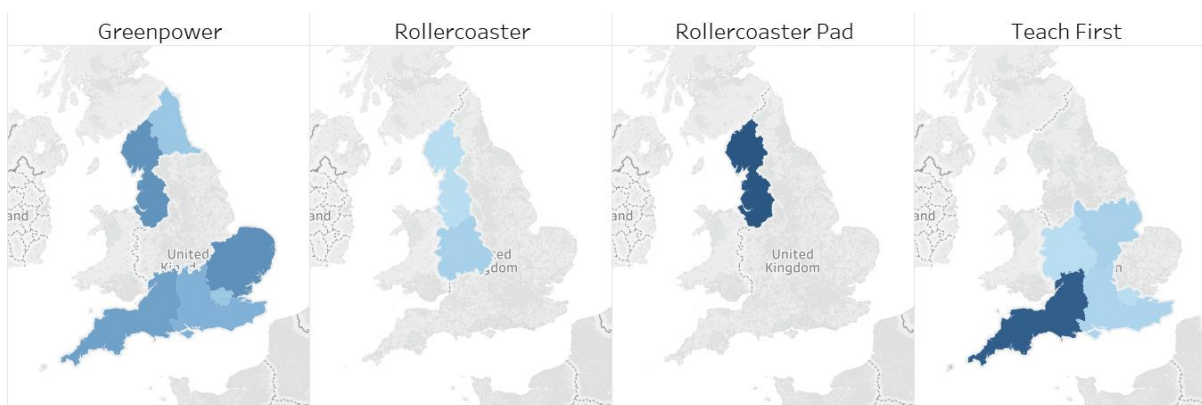 Greenpower
Rollercoaster
Rollercoaster Pad
Teach First
and
United
Kingdom
and
ed
gdom
and
United
Kingdom
and
n